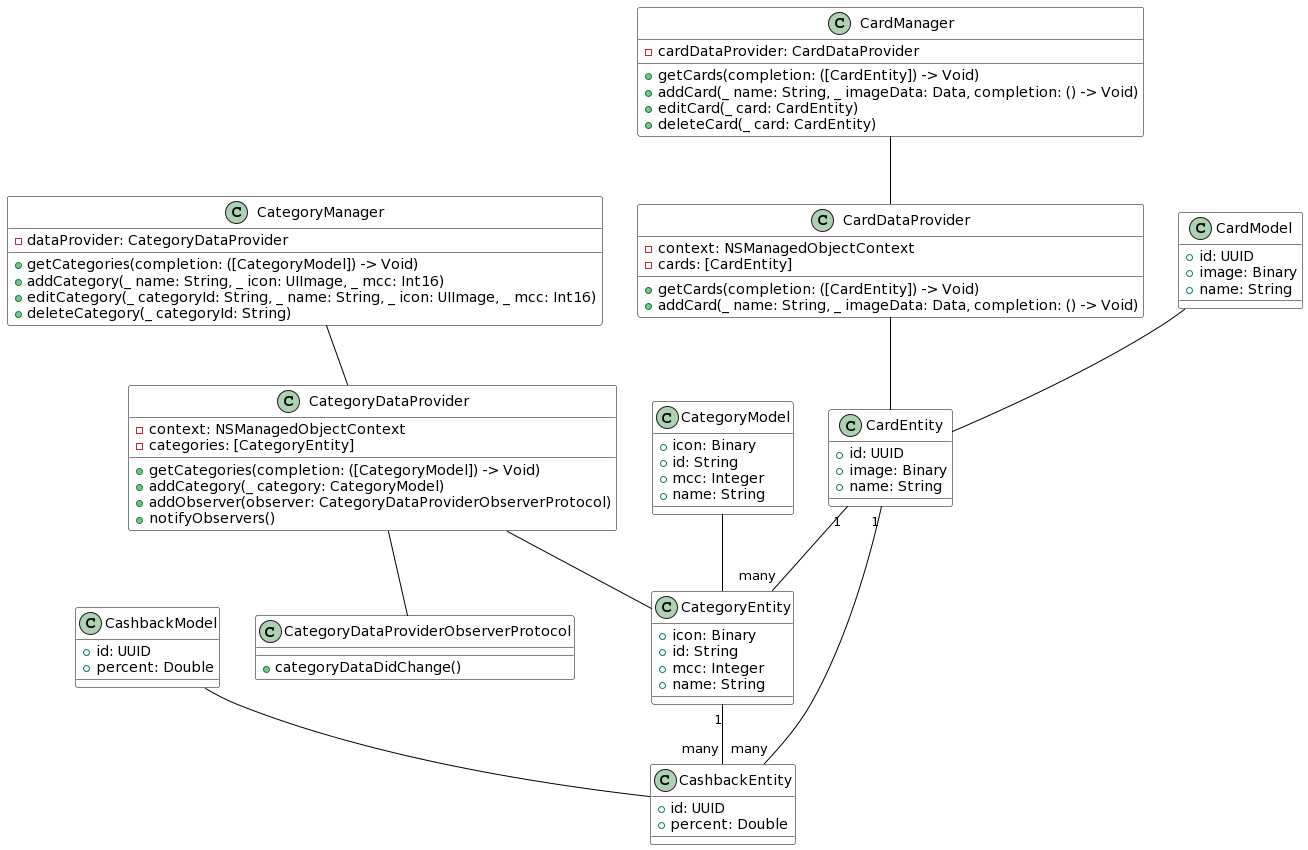 C CardManager
cardDataProvider: CardDataProvider
getCards(completion: ([CardEntity]) -> Void)
addCard(_ name: String, _ imageData: Data, completion: () -> Void)
editCard(_ card: CardEntity)
deleteCard(_ card: CardEntity)
C CategoryManager
dataProvider: CategoryDataProvider
getCategories(completion: ([CategoryModel]) -> Void)
addCategory(_ name: String, _ icon: UIImage, _ mcc: Int16)
editCategory(_ categoryId: String, _ name: String, _ icon: UIImage, _ mcc: Int16)
deleteCategory(_ categoryId: String)
C CardDataProvider
context: NSManagedObjectContext
cards: [CardEntity]
getCards(completion: ([CardEntity]) -> Void)
addCard(_ name: String, _ imageData: Data, completion: () -> Void)
C CardModel
id: UUID
image: Binary
name: String
C CategoryDataProvider
context: NSManagedObjectContext
categories: [CategoryEntity]
getCategories(completion: ([CategoryModel]) -> Void)
addCategory(_ category: CategoryModel)
addObserver(observer: CategoryDataProviderObserverProtocol)
notifyObservers()
C CategoryModel
icon: Binary
id: String
mcc: Integer
name: String
C CardEntity
id: UUID
image: Binary
name: String
1
1
many
C CashbackModel
id: UUID
percent: Double
C CategoryDataProviderObserverProtocol
categoryDataDidChange()
C CategoryEntity
icon: Binary
id: String
mcc: Integer
name: String
1
many
many
C CashbackEntity
id: UUID
percent: Double